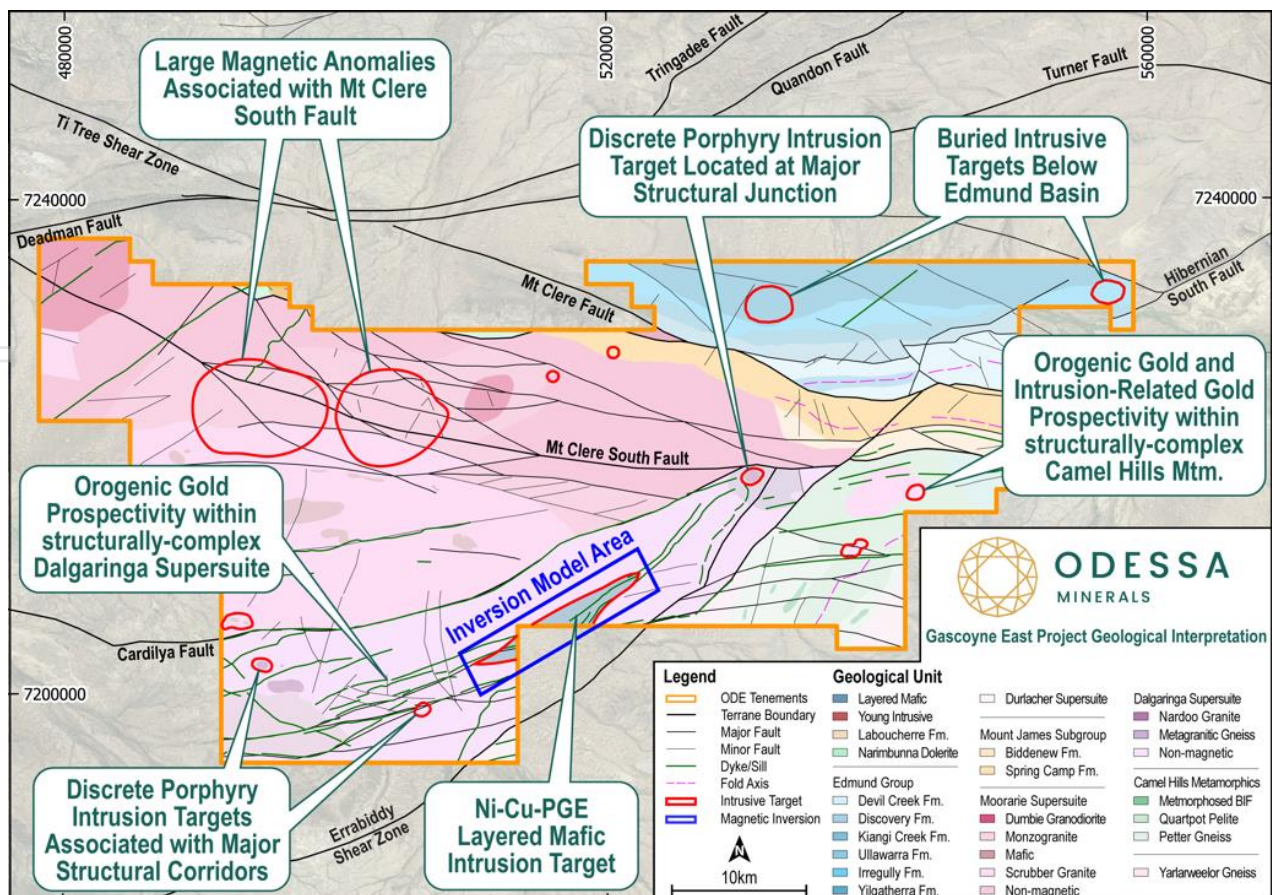 480000
520000
560000
7240000
7240000
7200000
Large Magnetic Anomalies
Associated with Mt Clere
South Fault
Tringadee Fault
Quandon Fault
Turner Fault
Ti Tree Shear Zone
Discrete Porphyry Intrusion
Target Located at Major
Structural Junction
Buried Intrusive
Targets Below
Edmund Basin
Deadman Fault
Mt Clere Fault
Hibernian
South Fault
Orogenic Gold and
Intrusion-Related Gold
Prospectivity within
structurally-complex
Camel Hills Mtm.
Mt Clere South Fault
Orogenic Gold
Prospectivity within
structurally-complex
Dalgaringa Supersuite
Inversion Model Area
Cardilya Fault
Discrete Porphyry
Intrusion Targets
Associated with Major
Structural Corridors
Errabiddy
Shear Zone
Ni-Cu-PGE
Layered Mafic
Intrusion Target
ODESSA
MINERALS
Gascoyne East Project Geological Interpretation
Legend
ODE Tenements
Terrane Boundary
Major Fault
Minor Fault
Dyke/Sill
Fold Axis
Intrusive Target
Magnetic Inversion
N
10km
Geological Unit
Layered Mafic
Young Intrusive
Laboucherre Fm.
Narimbunna Dolerite
Edmund Group
Devil Creek Fm.
Discovery Fm.
Kiangi Creek Fm.
Ullawarra Fm.
Irregully Fm.
Yilgatherra Fm.
Durlacher Supersuite
Mount James Subgroup
Biddenew Fm.
Spring Camp Fm.
Moorarie Supersuite
Dumbie Granodiorite
Monzogranite
Mafic
Scrubber Granite
Non-magnetic
Dalgaringa Supersuite
Nardoo Granite
Metagranitic Gneiss
Non-magnetic
Camel Hills Metamorphics
Metmorphosed BIF
Quartpot Pelite
Petter Gneiss
Yarlarweelor Gneiss